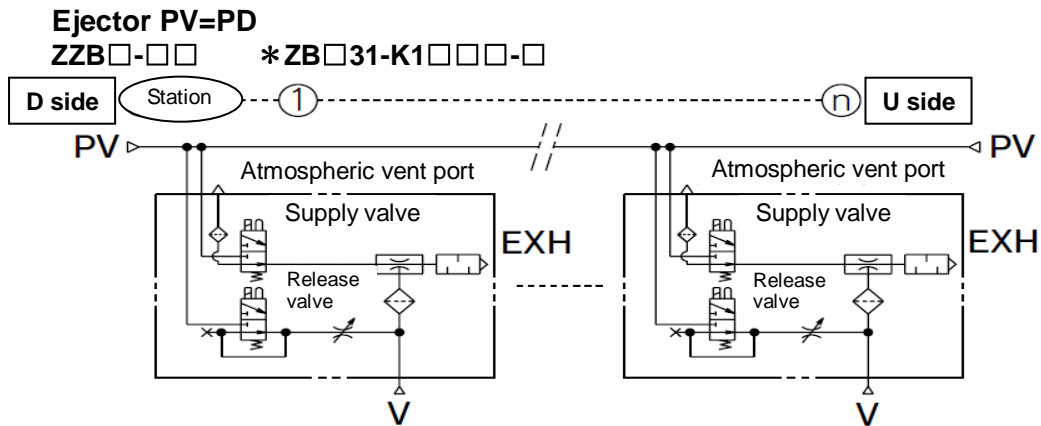 Ejector PV=PD
ZZB□-□□ *ZB□31-K1□□□-□
D side Station 1 n U side
PV PV
Atmospheric vent port Atmospheric vent port
Supply valve Supply valve
EXH EXH
Release Release
valve valve
V V